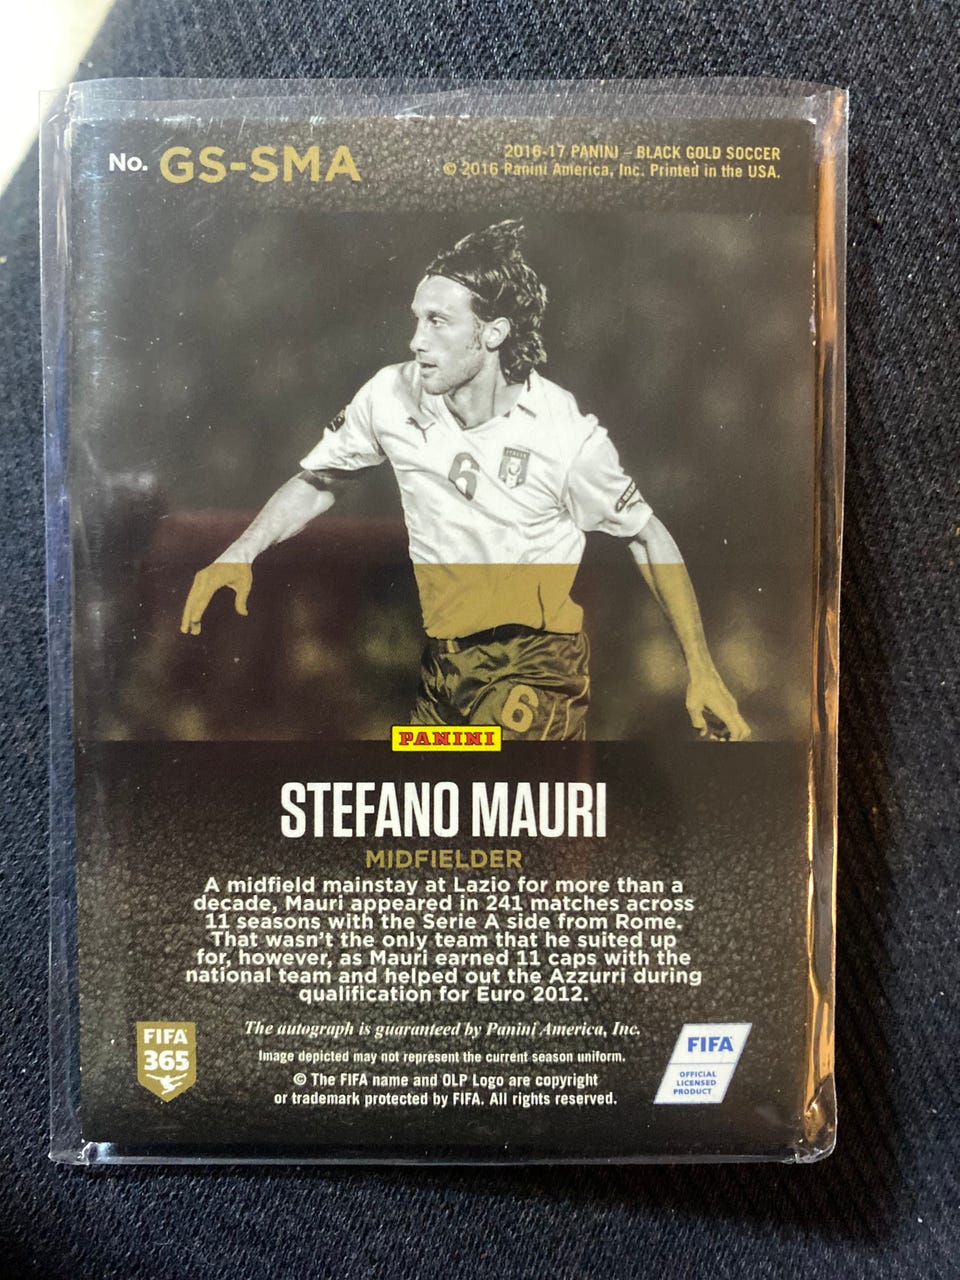 No. GS-SMA
2016-17 PANINI – BLACK GOLD SOCCER
© 2016 Panini America, Inc. Printed in the USA.
6
ITALIA
6
PANINI
STEFANO MAURI
MIDFIELDER
A midfield mainstay at Lazio for more than a
decade, Mauri appeared in 241 matches across
11 seasons with the Serie A side from Rome.
That wasn't the only team that he suited up
for, however, as Mauri earned 11 caps with the
national team and helped out the Azzurri during
qualification for Euro 2012.
The autograph is guaranteed by Panini America, Inc.
Image depicted may not represent the current season uniform.
© The FIFA name and OLP Logo are copyright
or trademark protected by FIFA. All rights reserved.
FIFA
365
FIFA
OFFICIAL
LICENSED
PRODUCT